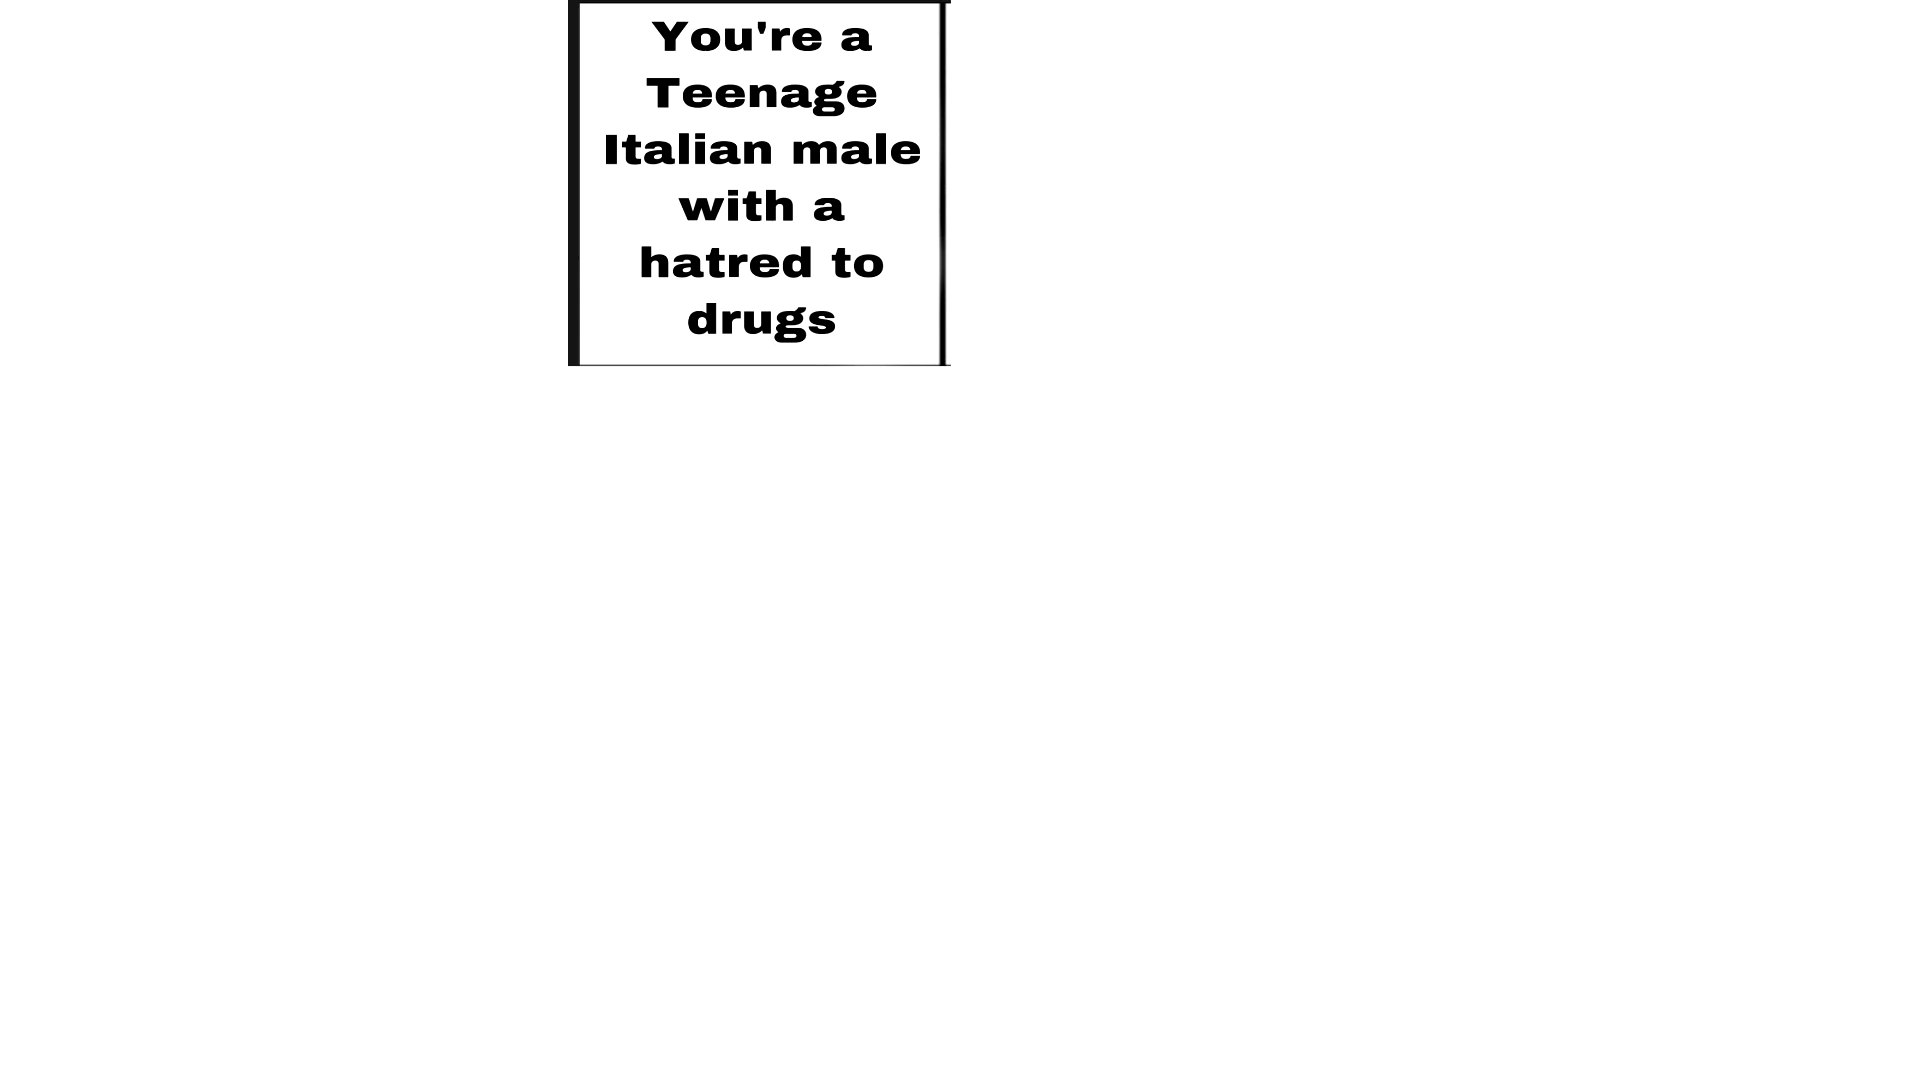 You're a
Teenage
Italian male
with a
hatred to
drugs